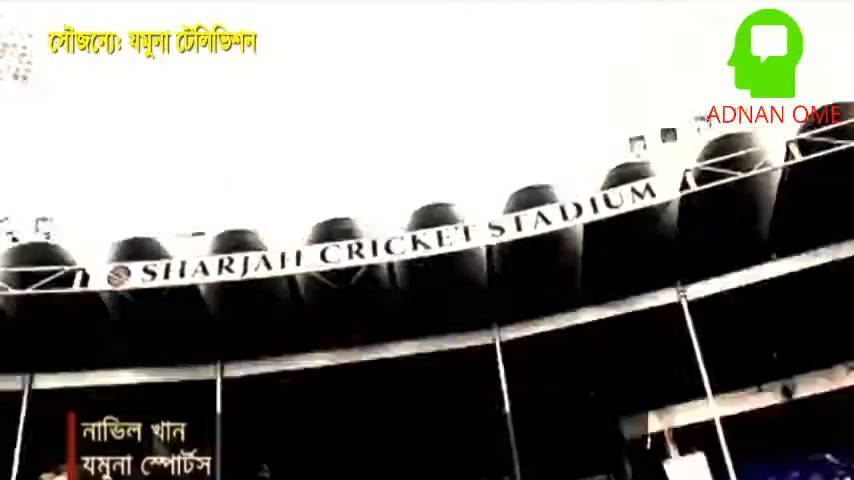 সৌজন্যে: যমুনা টেলিভিশন
ADNAN OME
SHARJAH CRICKET STADIUM
নাভিল খান
যমুনা স্পোর্টস